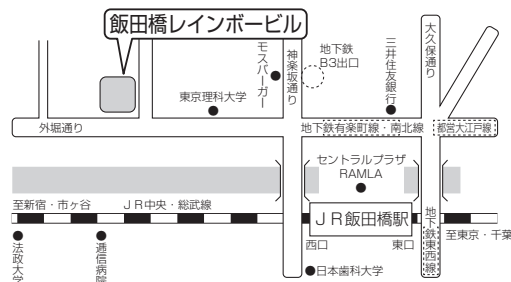 飯田橋レインボービル
モスバーガー
神楽坂通り
地下鉄
B3出口
三井住友銀行
大久保通り
東京理科大学
外堀通り
地下鉄有楽町線・南北線
都営大江戸線
セントラルプラザ
RAMLA
至新宿・市ヶ谷
JR中央・総武線
JR飯田橋駅
地下鉄東西線
至東京・千葉
西口
東口
法政大学
逓信病院
日本歯科大学